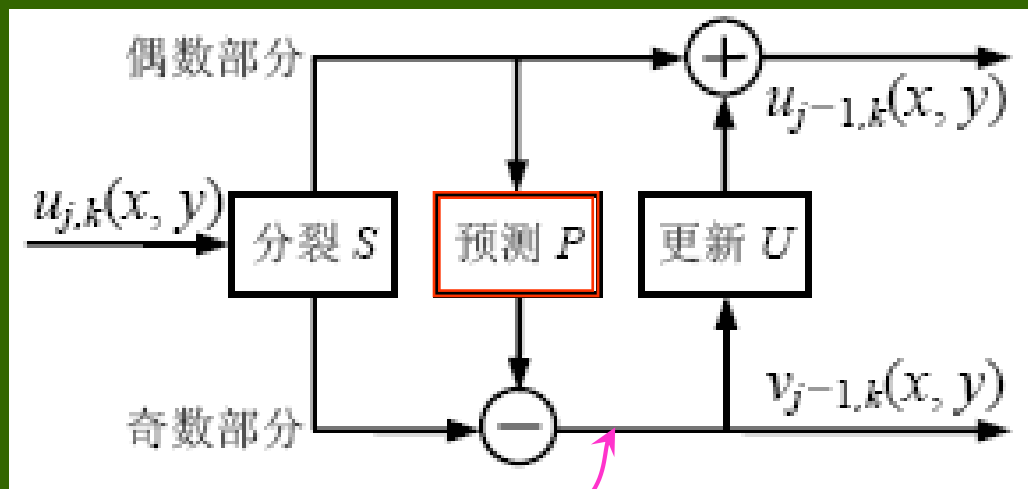 偶数部分
+
u_{j-1,k}(x, y)
u_{j,k}(x, y)
分裂 S
预测 P
更新 U
v_{j-1,k}(x, y)
奇数部分
−